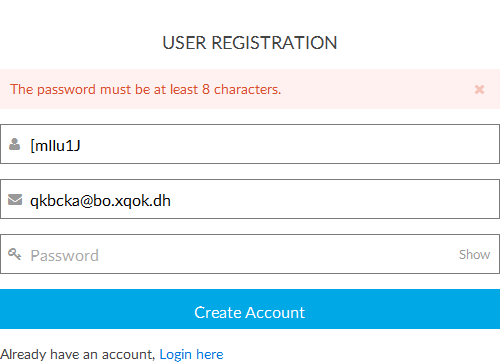 USER REGISTRATION
The password must be at least 8 characters.
[mllu1J
qkbcka@bo.xqok.dh
Password Show
Create Account
Already have an account, Login here